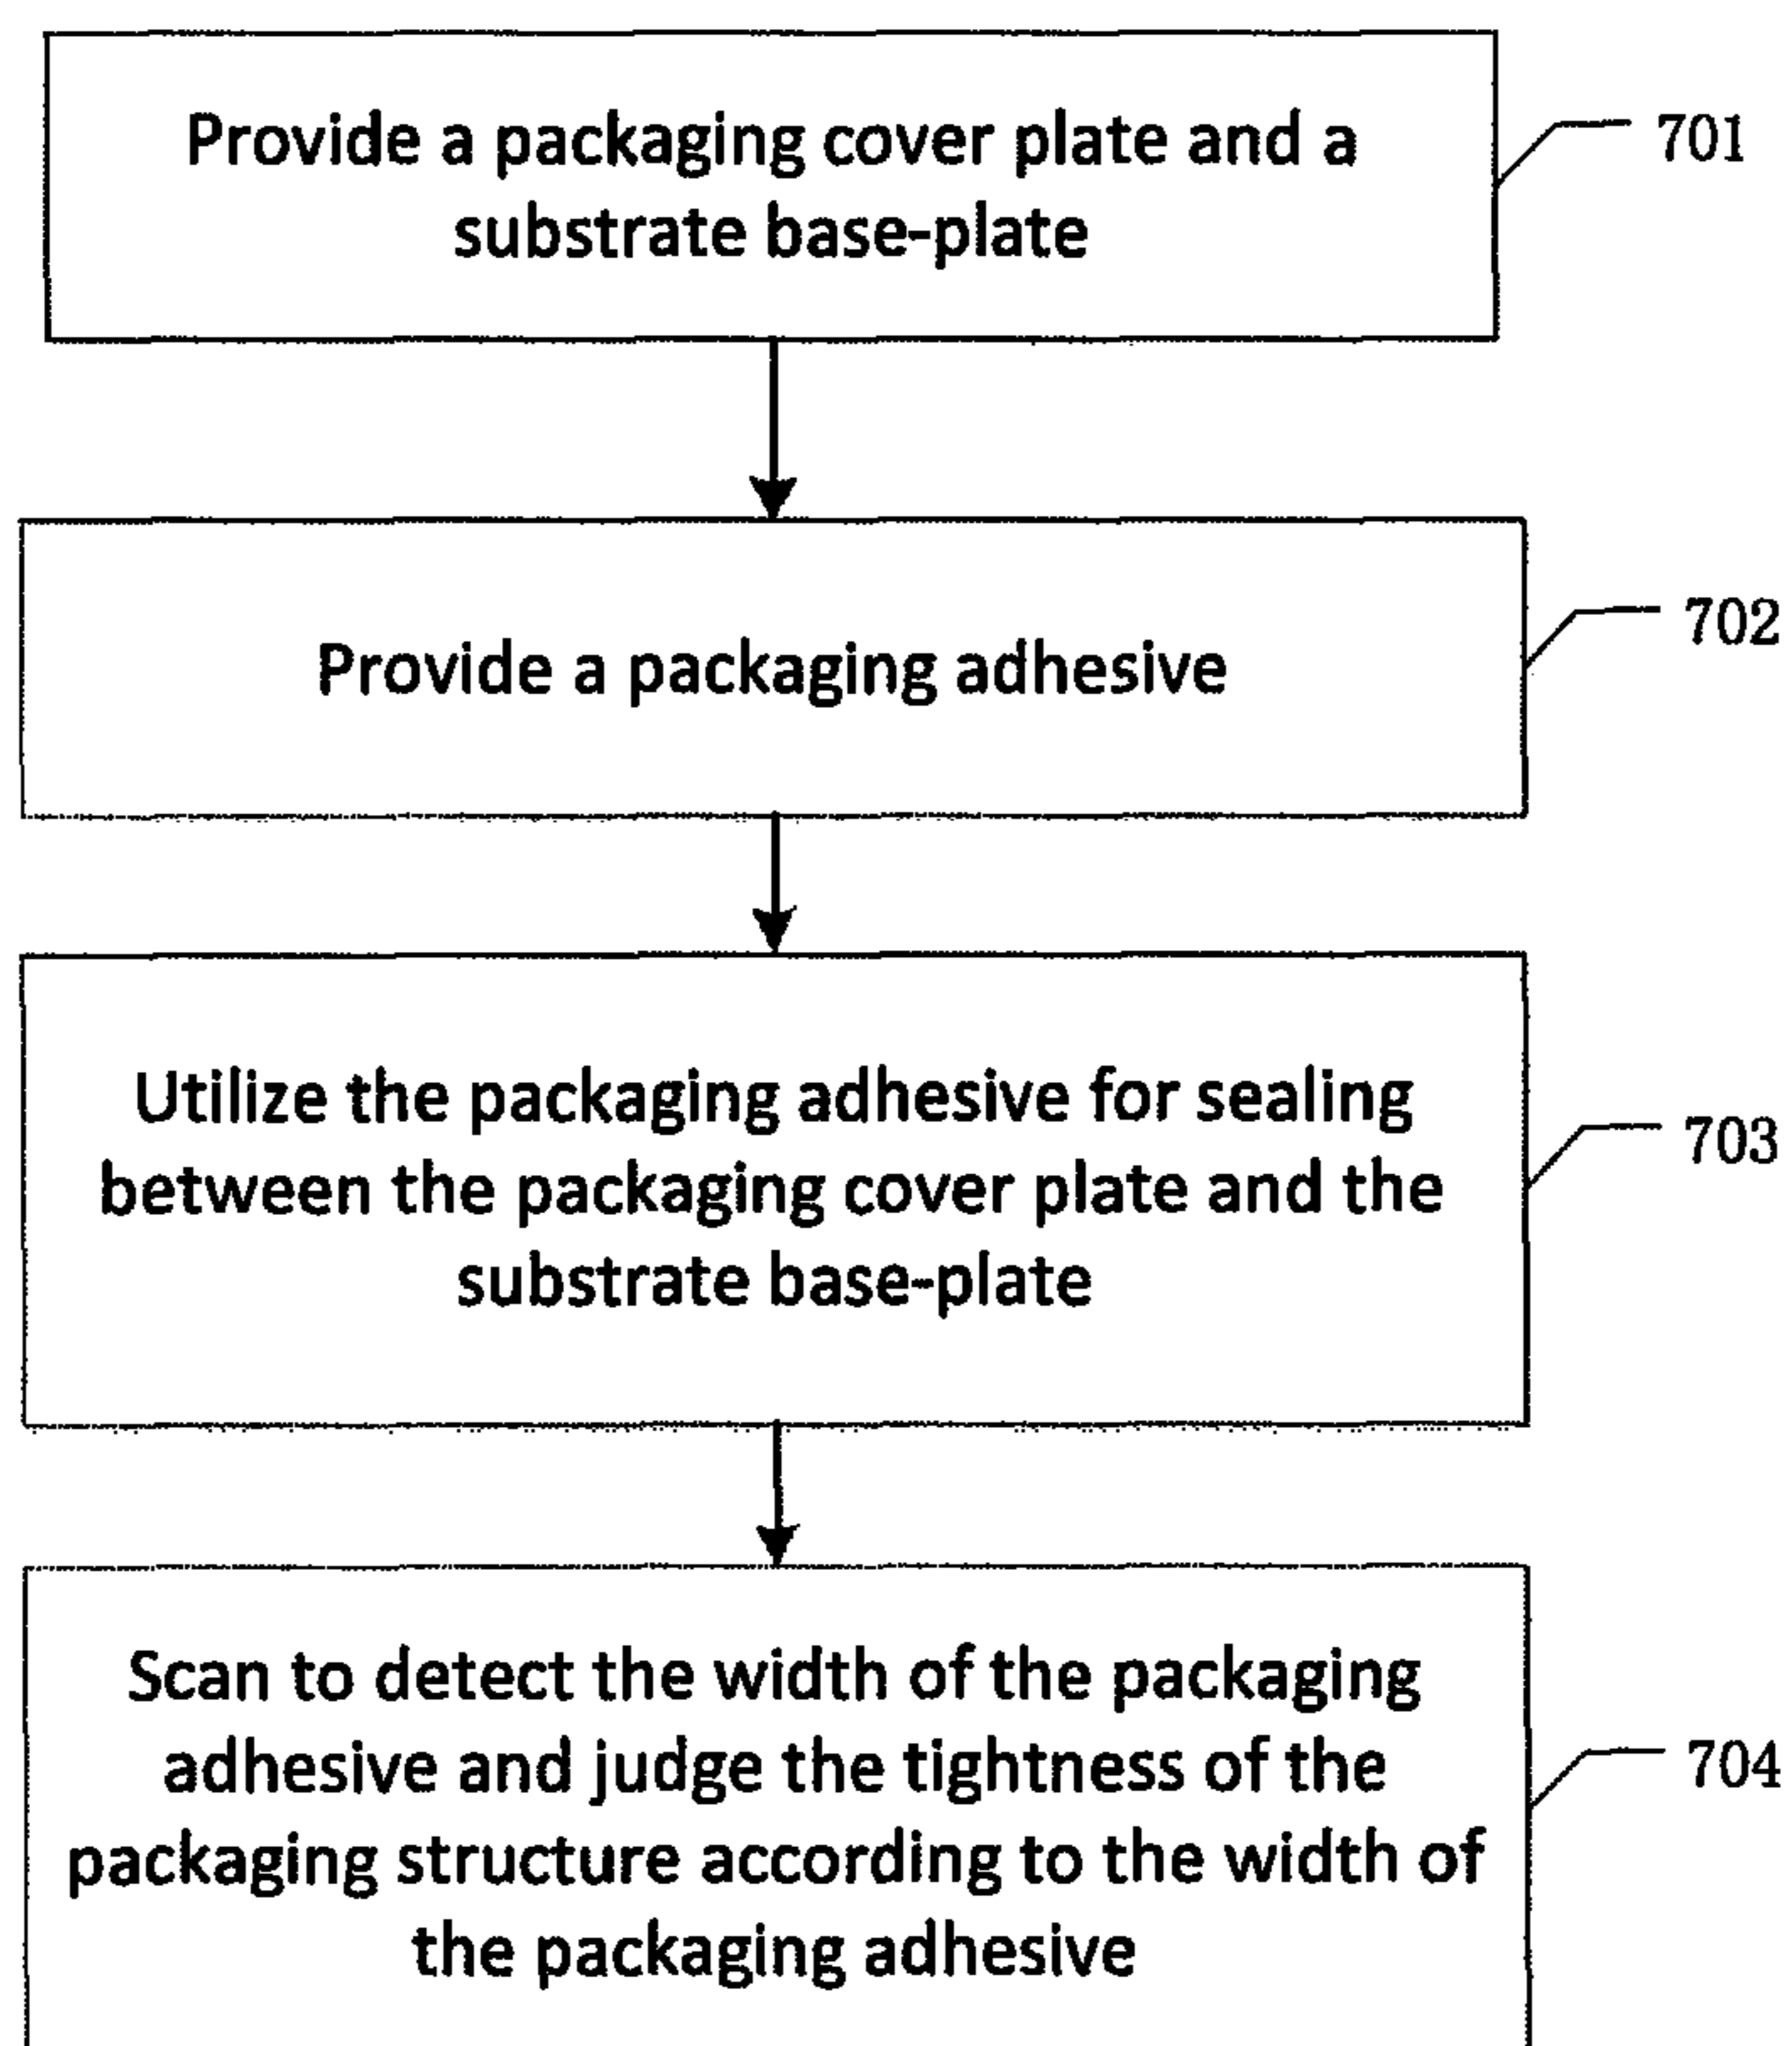 Provide a packaging cover plate and a
substrate base-plate
701
Provide a packaging adhesive
702
Utilize the packaging adhesive for sealing
between the packaging cover plate and the
substrate base-plate
703
Scan to detect the width of the packaging
adhesive and judge the tightness of the
packaging structure according to the width of
the packaging adhesive
704